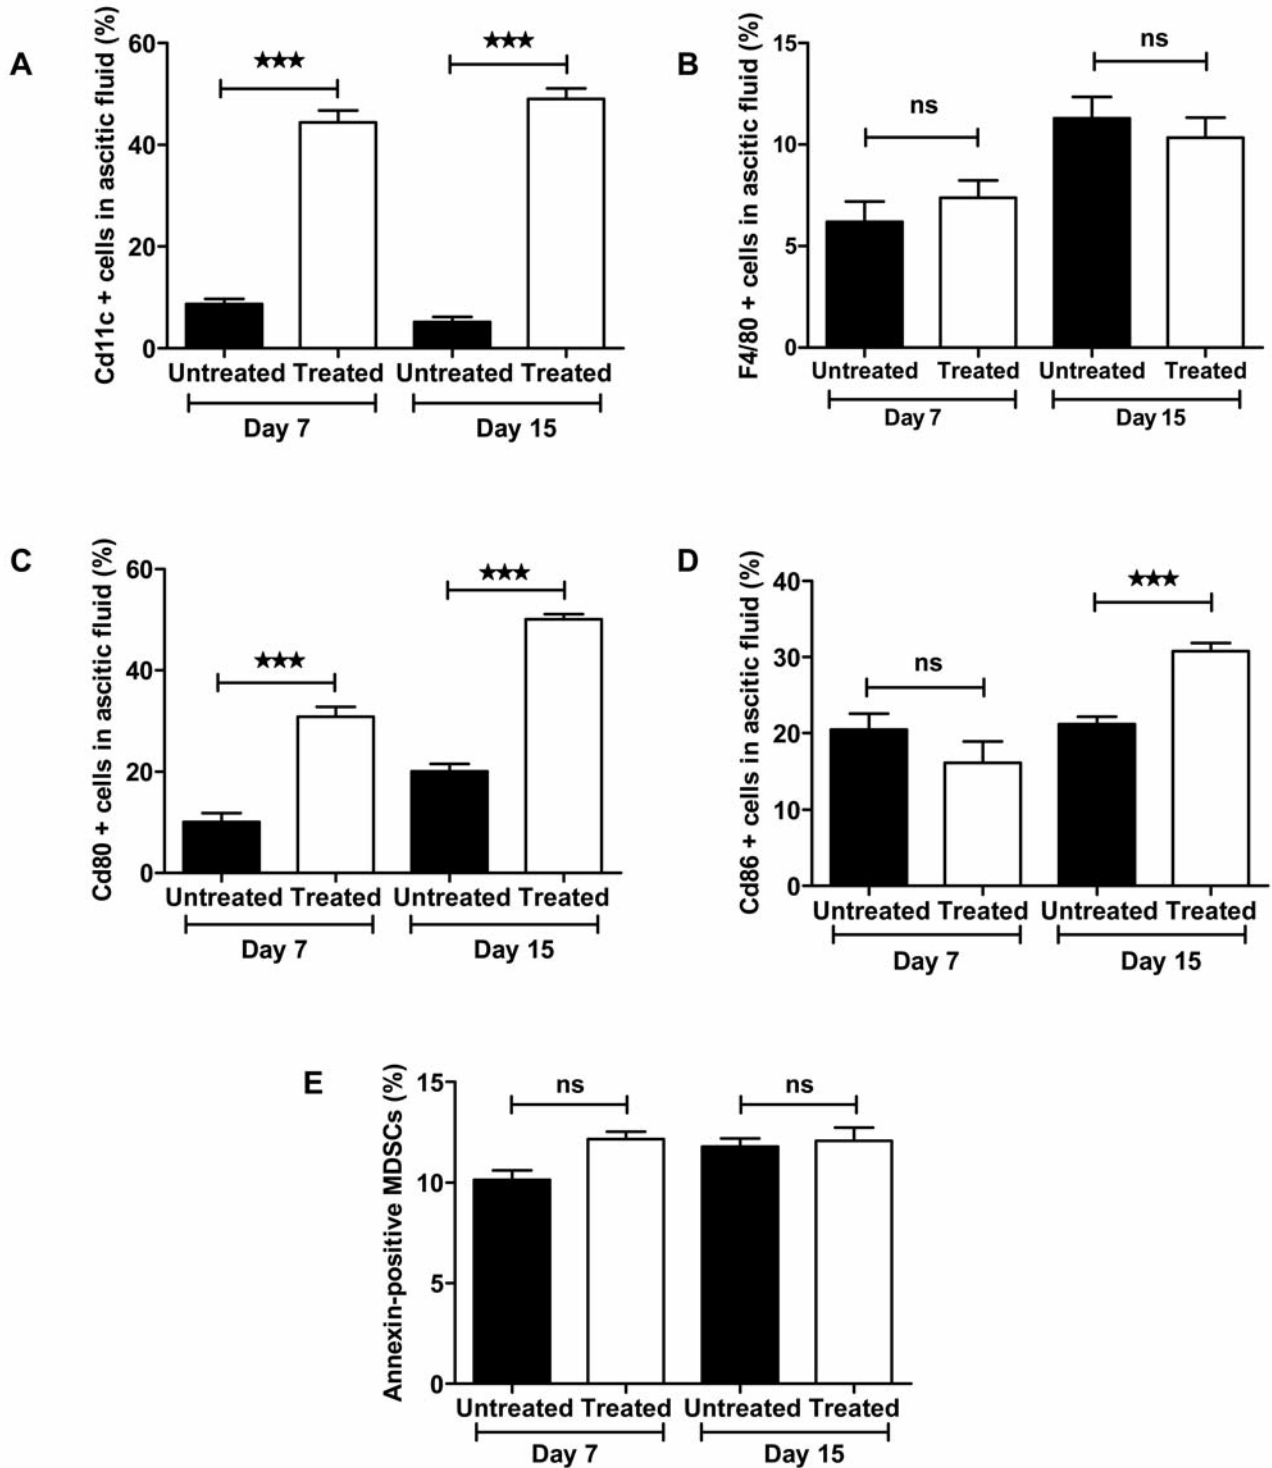 A
Cd11c + cells in ascitic fluid (%)
60
40
20
0
★★★
★★★
Untreated Treated Untreated Treated
Day 7
Day 15
B
F4/80 + cells in ascitic fluid (%)
15
10
5
0
ns
ns
Untreated Treated Untreated Treated
Day 7
Day 15
C
Cd80 + cells in ascitic fluid (%)
60
40
20
0
★★★
★★★
Untreated Treated Untreated Treated
Day 7
Day 15
D
Cd86 + cells in ascitic fluid (%)
40
30
20
10
0
ns
★★★
Untreated Treated Untreated Treated
Day 7
Day 15
E
Annexin-positive MDSCs (%)
15
10
5
0
ns
ns
Untreated Treated Untreated Treated
Day 7
Day 15